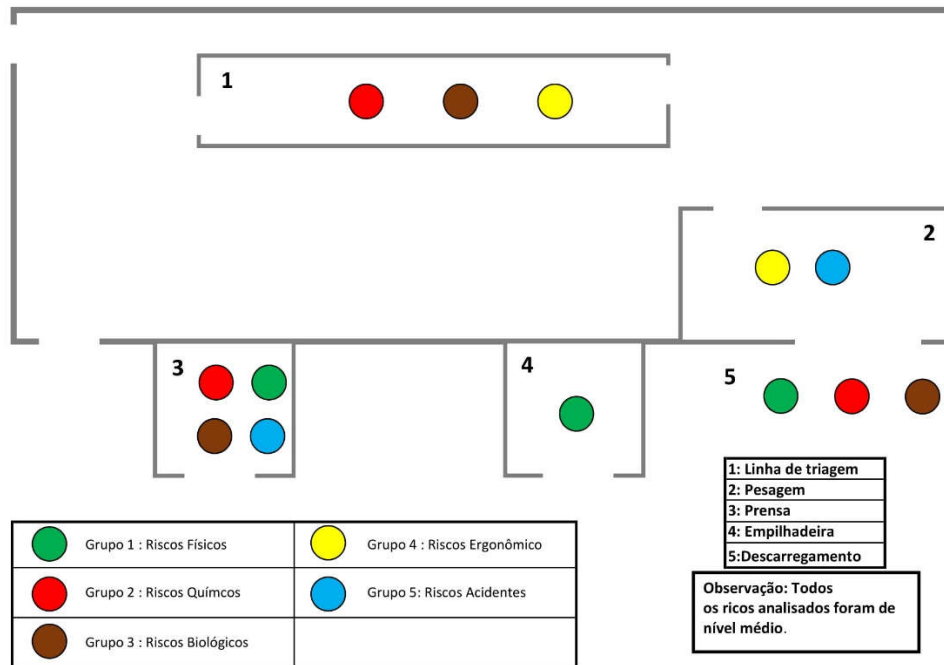 1
2
3
4
5
1: Linha de triagem
2: Pesagem
3: Prensa
4: Empilhadeira
5:Descarregamento
Grupo 1 : Riscos Físicos
Grupo 4 : Riscos Ergonômico
Grupo 2 : Riscos Químcos
Grupo 5: Riscos Acidentes
Grupo 3 : Riscos Biológicos
Observação: Todos
os ricos analisados foram de
nível médio.